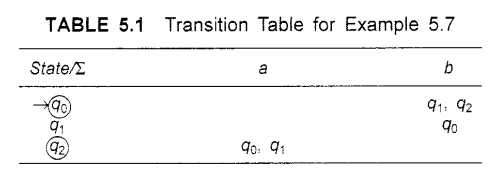 TABLE 5.1 Transition Table for Example 5.7
State/Σ a b
→q₀ q₁, q₂
q₁ q₀
q₂ q₀, q₁